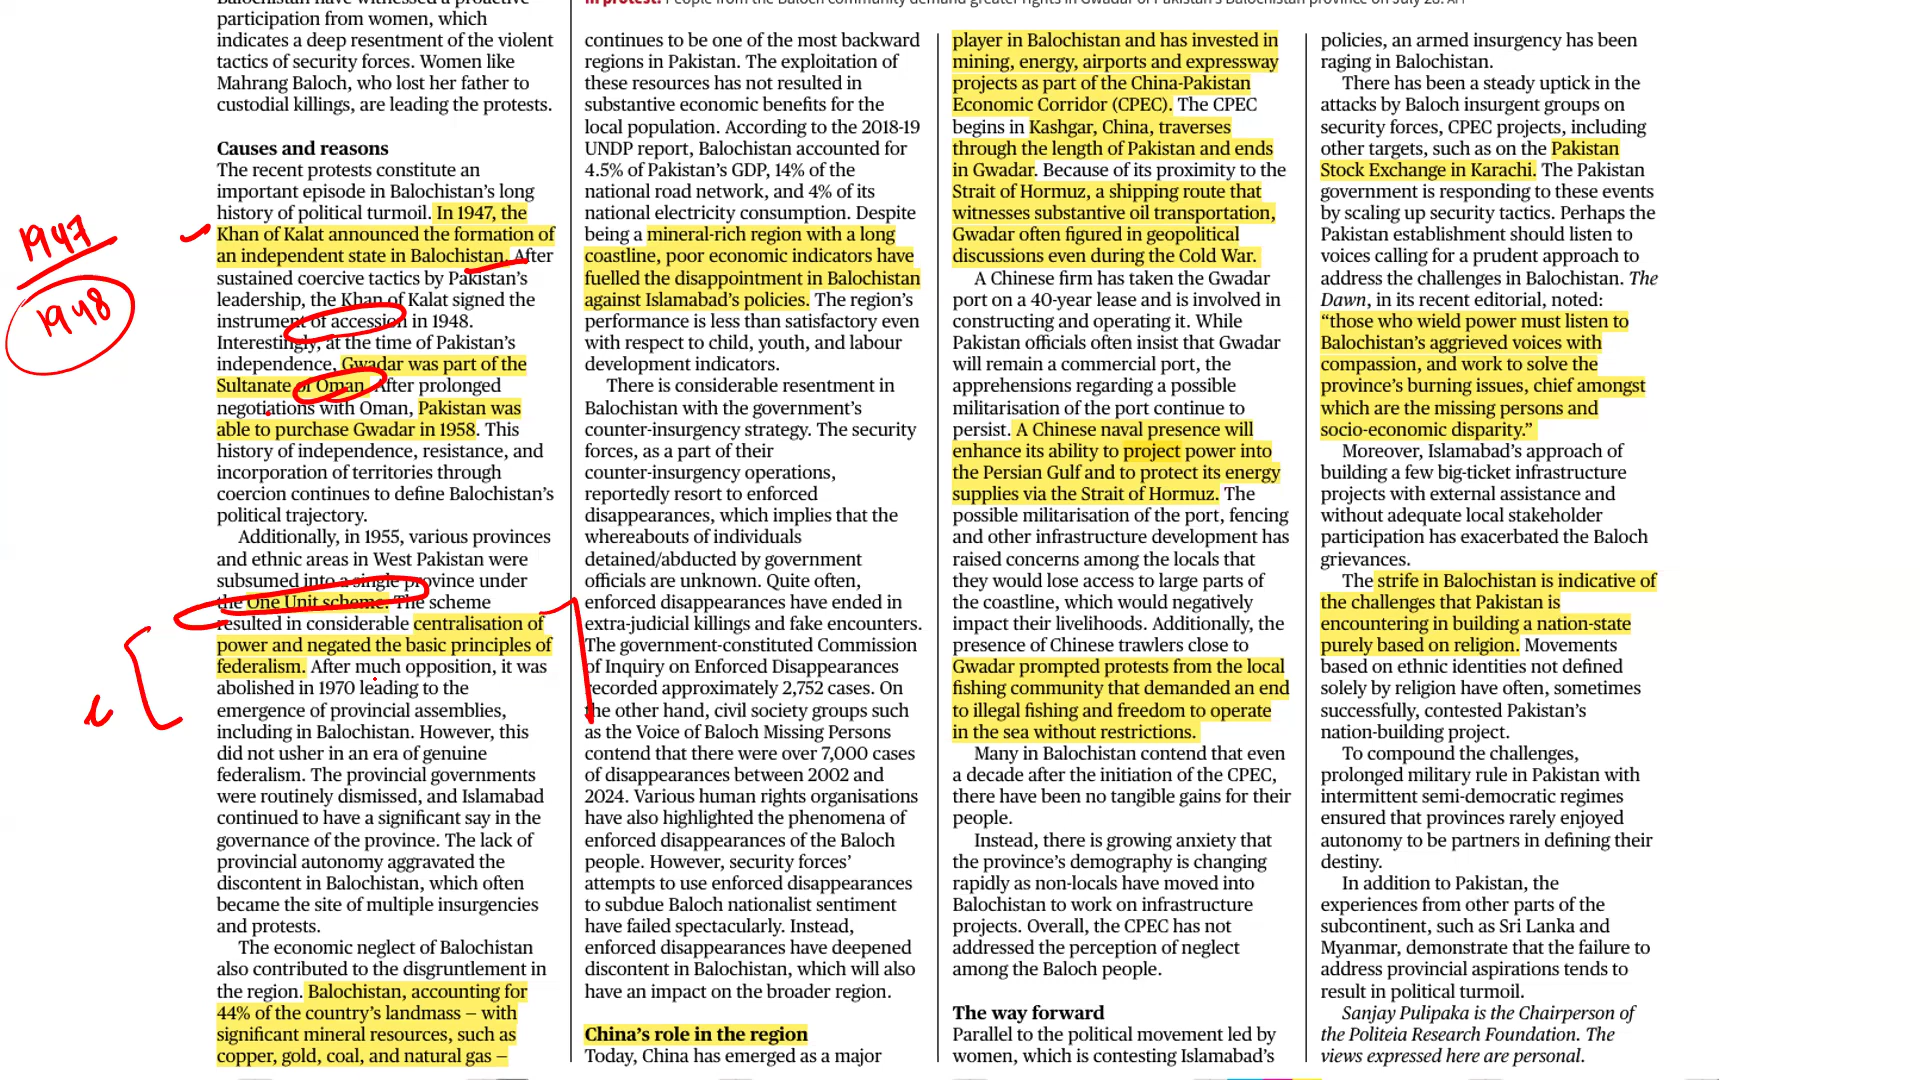 In protest: People from the Baloch community demand greater rights in Gwadar of Pakistan's Balochistan province on July 28. AFP
Balochistan have witnessed a proactive
participation from women, which
indicates a deep resentment of the violent
tactics of security forces. Women like
Mahrang Baloch, who lost her father to
custodial killings, are leading the protests.
Causes and reasons
The recent protests constitute an
important episode in Balochistan's long
history of political turmoil. In 1947, the
Khan of Kalat announced the formation of
an independent state in Balochistan. After
sustained coercive tactics by Pakistan's
leadership, the Khan of Kalat signed the
instrument of accession in 1948.
Interestingly, at the time of Pakistan's
independence, Gwadar was part of the
Sultanate of Oman. After prolonged
negotiations with Oman, Pakistan was
able to purchase Gwadar in 1958. This
history of independence, resistance, and
incorporation of territories through
coercion continues to define Balochistan's
political trajectory.
Additionally, in 1955, various provinces
and ethnic areas in West Pakistan were
subsumed into a single province under
the One Unit scheme. The scheme
resulted in considerable centralisation of
power and negated the basic principles of
federalism. After much opposition, it was
abolished in 1970 leading to the
emergence of provincial assemblies,
including in Balochistan. However, this
did not usher in an era of genuine
federalism. The provincial governments
were routinely dismissed, and Islamabad
continued to have a significant say in the
governance of the province. The lack of
provincial autonomy aggravated the
discontent in Balochistan, which often
became the site of multiple insurgencies
and protests.
The economic neglect of Balochistan
also contributed to the disgruntlement in
the region. Balochistan, accounting for
44% of the country's landmass – with
significant mineral resources, such as
copper, gold, coal, and natural gas –
1947
1948
continues to be one of the most backward
regions in Pakistan. The exploitation of
these resources has not resulted in
substantive economic benefits for the
local population. According to the 2018-19
UNDP report, Balochistan accounted for
4.5% of Pakistan's GDP, 14% of the
national road network, and 4% of its
national electricity consumption. Despite
being a mineral-rich region with a long
coastline, poor economic indicators have
fuelled the disappointment in Balochistan
against Islamabad's policies. The region's
performance is less than satisfactory even
with respect to child, youth, and labour
development indicators.
There is considerable resentment in
Balochistan with the government's
counter-insurgency strategy. The security
forces, as a part of their
counter-insurgency operations,
reportedly resort to enforced
disappearances, which implies that the
whereabouts of individuals
detained/abducted by government
officials are unknown. Quite often,
enforced disappearances have ended in
extra-judicial killings and fake encounters.
The government-constituted Commission
of Inquiry on Enforced Disappearances
recorded approximately 2,752 cases. On
the other hand, civil society groups such
as the Voice of Baloch Missing Persons
contend that there were over 7,000 cases
of disappearances between 2002 and
2024. Various human rights organisations
have also highlighted the phenomena of
enforced disappearances of the Baloch
people. However, security forces'
attempts to use enforced disappearances
to subdue Baloch nationalist sentiment
have failed spectacularly. Instead,
enforced disappearances have deepened
discontent in Balochistan, which will also
have an impact on the broader region.
China's role in the region
Today, China has emerged as a major
player in Balochistan and has invested in
mining, energy, airports and expressway
projects as part of the China-Pakistan
Economic Corridor (CPEC). The CPEC
begins in Kashgar, China, traverses
through the length of Pakistan and ends
in Gwadar. Because of its proximity to the
Strait of Hormuz, a shipping route that
witnesses substantive oil transportation,
Gwadar often figured in geopolitical
discussions even during the Cold War.
A Chinese firm has taken the Gwadar
port on a 40-year lease and is involved in
constructing and operating it. While
Pakistan officials often insist that Gwadar
will remain a commercial port, the
apprehensions regarding a possible
militarisation of the port continue to
persist. A Chinese naval presence will
enhance its ability to project power into
the Persian Gulf and to protect its energy
supplies via the Strait of Hormuz. The
possible militarisation of the port, fencing
and other infrastructure development has
raised concerns among the locals that
they would lose access to large parts of
the coastline, which would negatively
impact their livelihoods. Additionally, the
presence of Chinese trawlers close to
Gwadar prompted protests from the local
fishing community that demanded an end
to illegal fishing and freedom to operate
in the sea without restrictions.
Many in Balochistan contend that even
a decade after the initiation of the CPEC,
there have been no tangible gains for their
people.
Instead, there is growing anxiety that
the province's demography is changing
rapidly as non-locals have moved into
Balochistan to work on infrastructure
projects. Overall, the CPEC has not
addressed the perception of neglect
among the Baloch people.
The way forward
Parallel to the political movement led by
women, which is contesting Islamabad's
policies, an armed insurgency has been
raging in Balochistan.
There has been a steady uptick in the
attacks by Baloch insurgent groups on
security forces, CPEC projects, including
other targets, such as on the Pakistan
Stock Exchange in Karachi. The Pakistan
government is responding to these events
by scaling up security tactics. Perhaps the
Pakistan establishment should listen to
voices calling for a prudent approach to
address the challenges in Balochistan. The
Dawn, in its recent editorial, noted:
“those who wield power must listen to
Balochistan's aggrieved voices with
compassion, and work to solve the
province's burning issues, chief amongst
which are the missing persons and
socio-economic disparity.”
Moreover, Islamabad's approach of
building a few big-ticket infrastructure
projects with external assistance and
without adequate local stakeholder
participation has exacerbated the Baloch
grievances.
The strife in Balochistan is indicative of
the challenges that Pakistan is
encountering in building a nation-state
purely based on religion. Movements
based on ethnic identities not defined
solely by religion have often, sometimes
successfully, contested Pakistan's
nation-building project.
To compound the challenges,
prolonged military rule in Pakistan with
intermittent semi-democratic regimes
ensured that provinces rarely enjoyed
autonomy to be partners in defining their
destiny.
In addition to Pakistan, the
experiences from other parts of the
subcontinent, such as Sri Lanka and
Myanmar, demonstrate that the failure to
address provincial aspirations tends to
result in political turmoil.
Sanjay Pulipaka is the Chairperson of
the Politeia Research Foundation. The
views expressed here are personal.